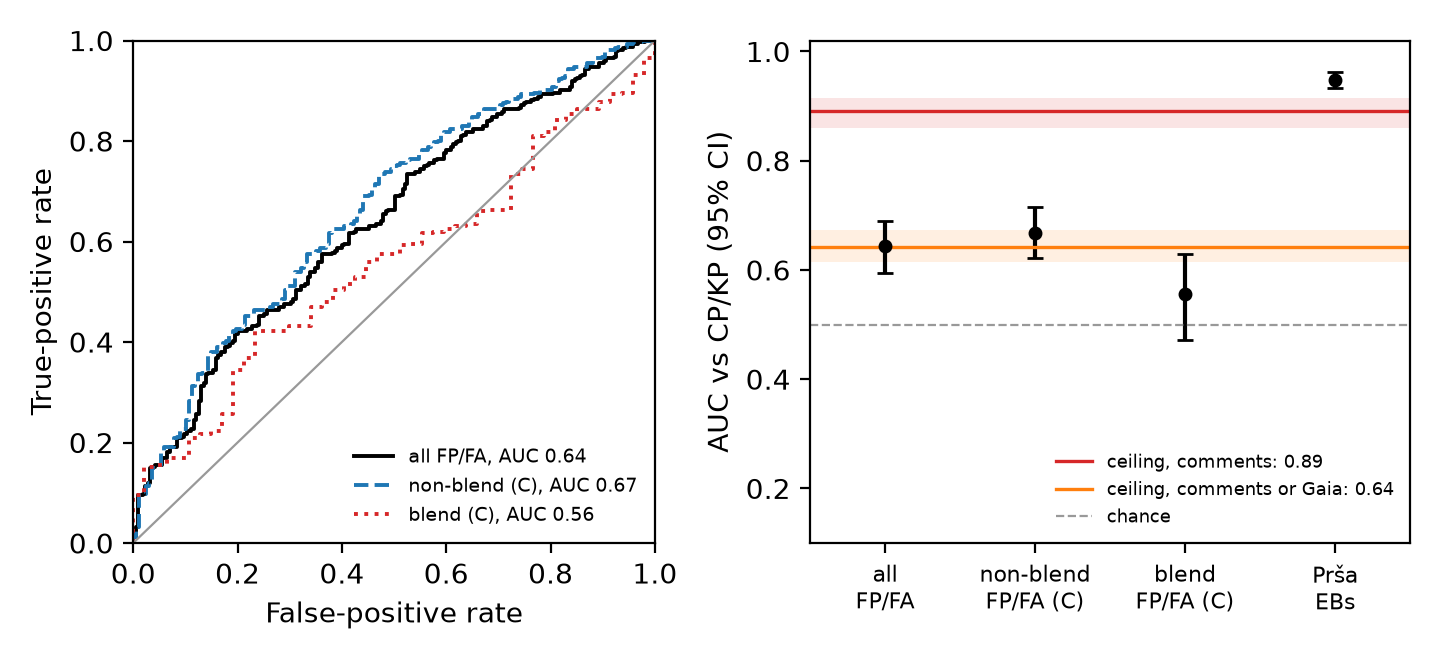 1.0
0.8
0.6
0.4
0.2
0.0
0.0 0.2 0.4 0.6 0.8 1.0
True-positive rate
False-positive rate
all FP/FA, AUC 0.64
non-blend (C), AUC 0.67
blend (C), AUC 0.56
1.0
0.8
0.6
0.4
0.2
AUC vs CP/KP (95% CI)
ceiling, comments: 0.89
ceiling, comments or Gaia: 0.64
chance
all
FP/FA
non-blend
FP/FA (C)
blend
FP/FA (C)
Prša
EBs